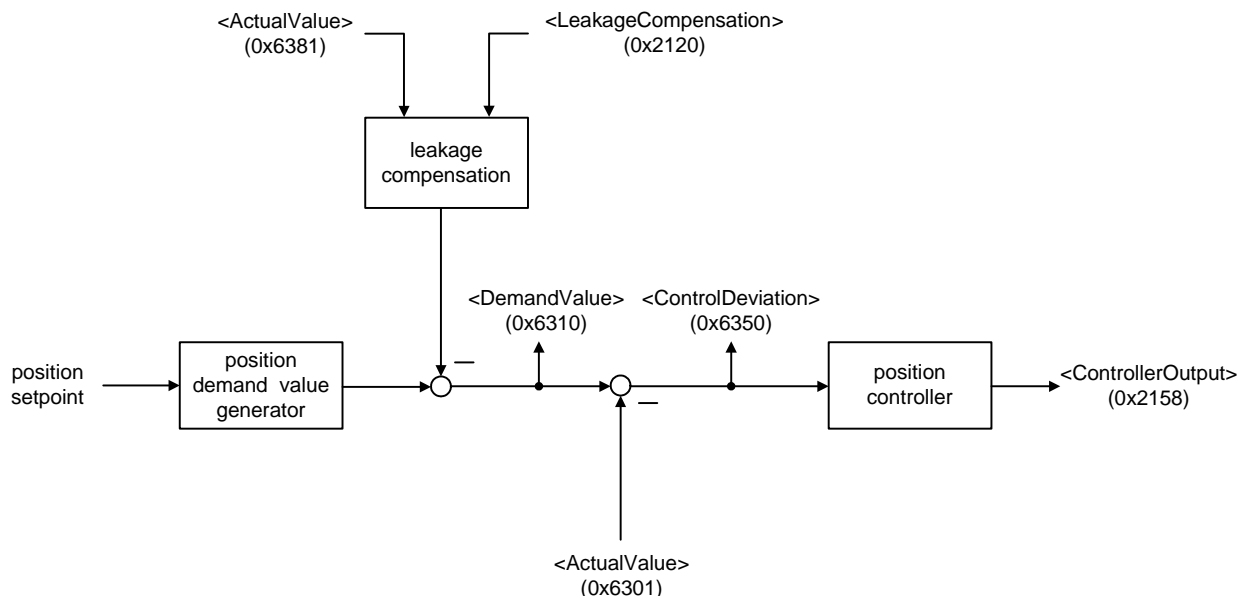 <ActualValue>
(0x6381)
<LeakageCompensation>
(0x2120)
leakage
compensation
<DemandValue>
(0x6310)
<ControlDeviation>
(0x6350)
position
setpoint
position
demand value
generator
position
controller
<ControllerOutput>
(0x2158)
<ActualValue>
(0x6301)